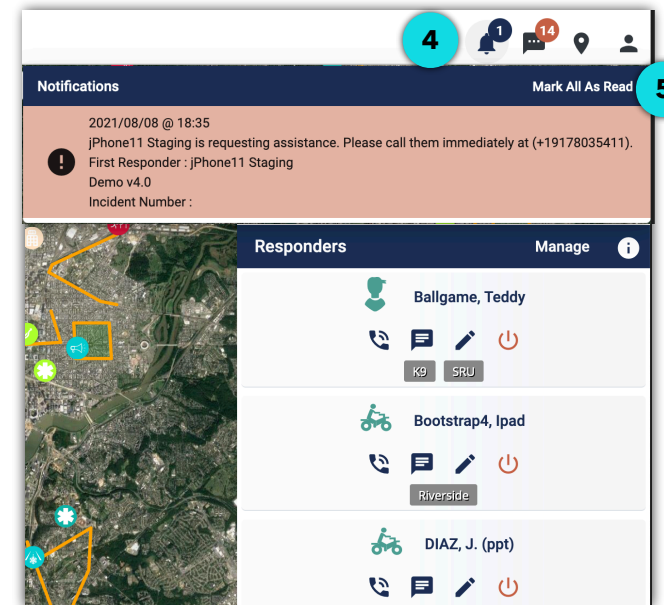 4
1
14
Notifications
Mark All As Read
5
2021/08/08 @ 18:35
jPhone11 Staging is requesting assistance. Please call them immediately at (+19178035411).
First Responder : jPhone11 Staging
Demo v4.0
Incident Number :
Responders
Manage
Ballgame, Teddy
K9
SRU
Bootstrap4, Ipad
Riverside
DIAZ, J. (ppt)